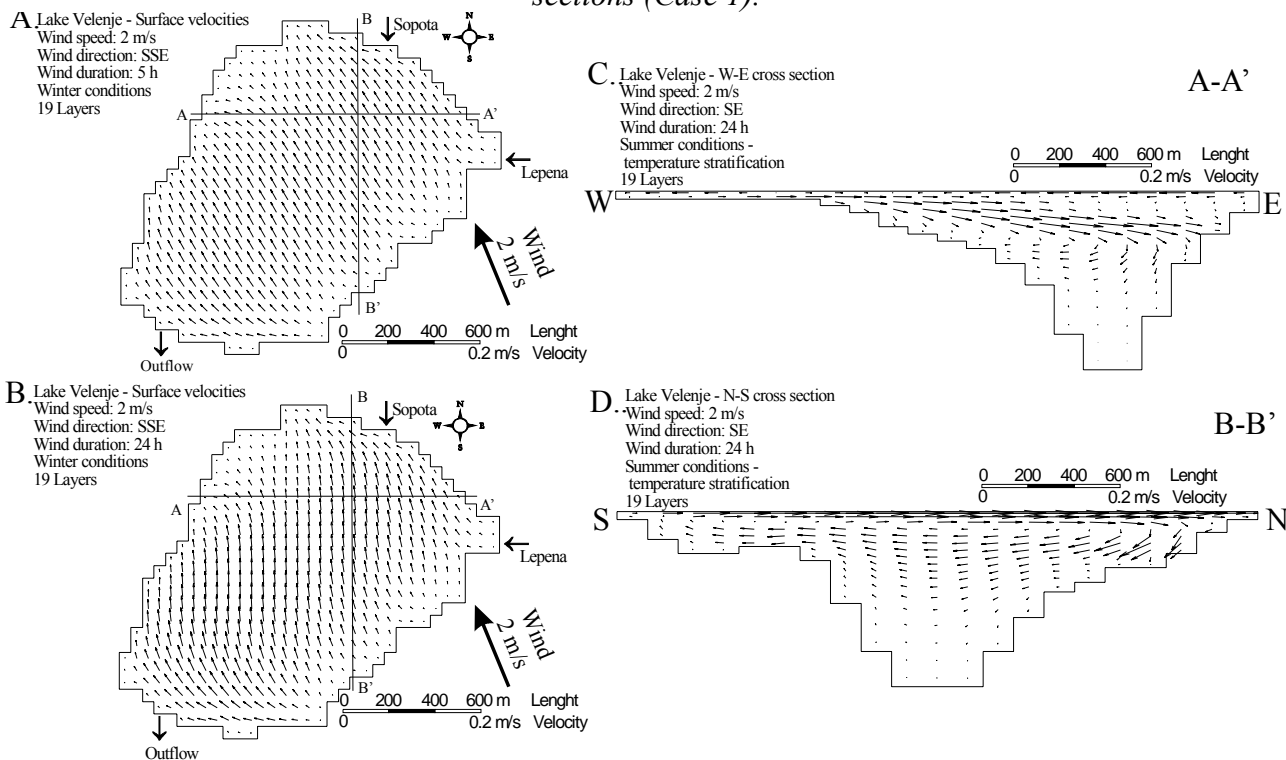 sections (Case 1).
A.
Lake Velenje - Surface velocities
Wind speed: 2 m/s
Wind direction: SSE
Wind duration: 5 h
Winter conditions
19 Layers
B
Sopota
N
W E
S
A
A'
Lepena
Wind
2 m/s
B'
0 200 400 600 m Lenght
0 0.2 m/s Velocity
Outflow
B.
Lake Velenje - Surface velocities
Wind speed: 2 m/s
Wind direction: SSE
Wind duration: 24 h
Winter conditions
19 Layers
B
Sopota
N
W E
S
A
A'
Lepena
Wind
2 m/s
B'
0 200 400 600 m Lenght
0 0.2 m/s Velocity
Outflow
C.
Lake Velenje - W-E cross section
Wind speed: 2 m/s
Wind direction: SE
Wind duration: 24 h
Summer conditions -
temperature stratification
19 Layers
A-A'
0 200 400 600 m Lenght
0 0.2 m/s Velocity
W
E
D.
Lake Velenje - N-S cross section
Wind speed: 2 m/s
Wind direction: SE
Wind duration: 24 h
Summer conditions -
temperature stratification
19 Layers
B-B'
0 200 400 600 m Lenght
0 0.2 m/s Velocity
S
N